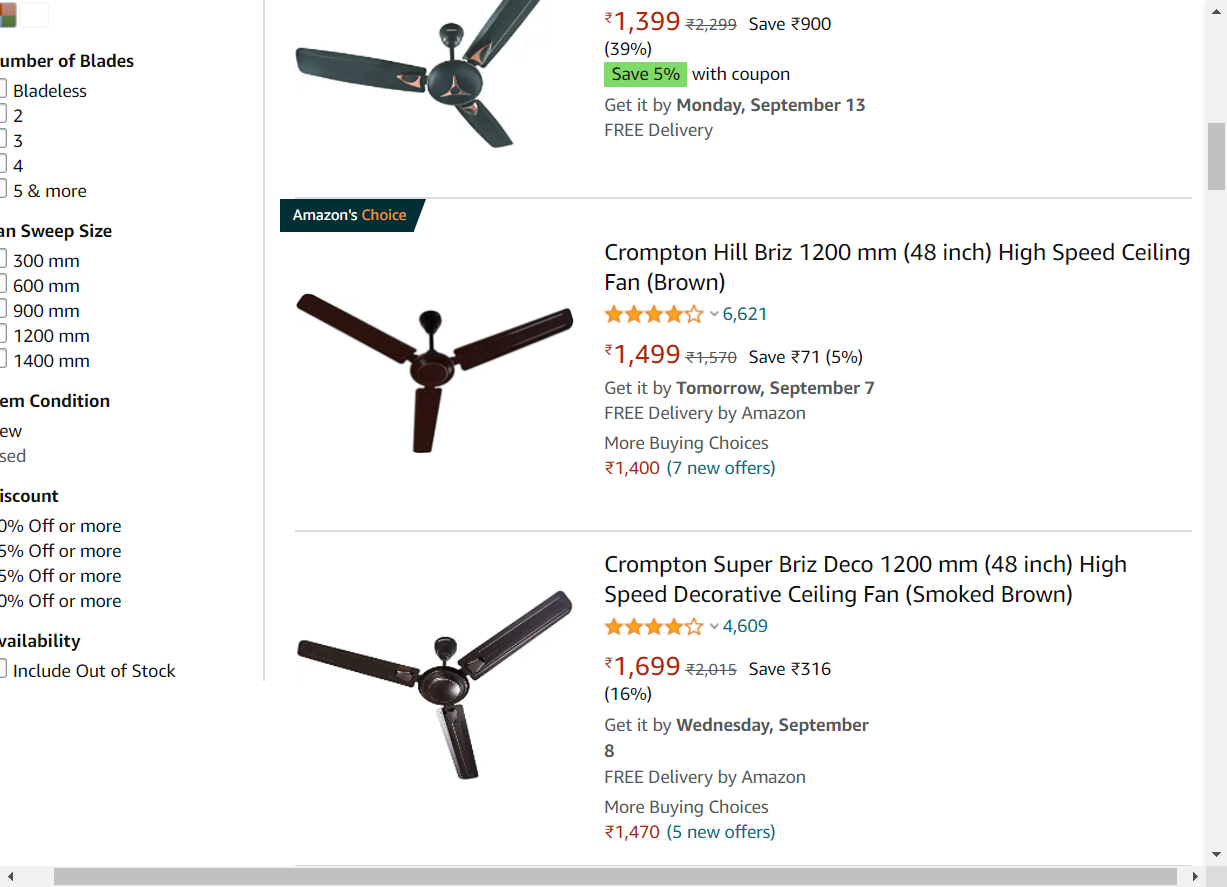 umber of Blades
Bladeless
2
3
4
5 & more
an Sweep Size
300 mm
600 mm
900 mm
1200 mm
1400 mm
em Condition
ew
sed
iscount
0% Off or more
5% Off or more
5% Off or more
0% Off or more
vailability
Include Out of Stock
₹1,399 ₹2,299 Save ₹900
(39%)
Save 5% with coupon
Get it by Monday, September 13
FREE Delivery
Amazon's Choice
Crompton Hill Briz 1200 mm (48 inch) High Speed Ceiling
Fan (Brown)
6,621
₹1,499 ₹1,570 Save ₹71 (5%)
Get it by Tomorrow, September 7
FREE Delivery by Amazon
More Buying Choices
₹1,400 (7 new offers)
Crompton Super Briz Deco 1200 mm (48 inch) High
Speed Decorative Ceiling Fan (Smoked Brown)
4,609
₹1,699 ₹2,015 Save ₹316
(16%)
Get it by Wednesday, September
8
FREE Delivery by Amazon
More Buying Choices
₹1,470 (5 new offers)